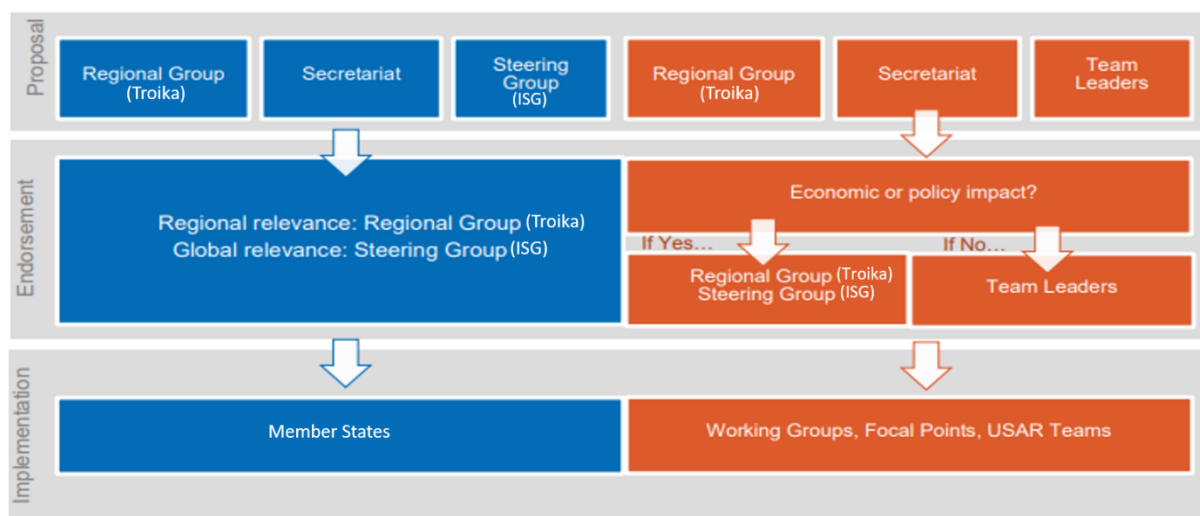 Proposal
Regional Group
(Troika)
Secretariat
Steering
Group
(ISG)
Regional Group
(Troika)
Secretariat
Team
Leaders
Endorsement
Regional relevance: Regional Group (Troika)
Global relevance: Steering Group (ISG)
Economic or policy impact?
If Yes...
If No...
Regional Group (Troika)
Steering Group (ISG)
Team Leaders
Implementation
Member States
Working Groups, Focal Points, USAR Teams